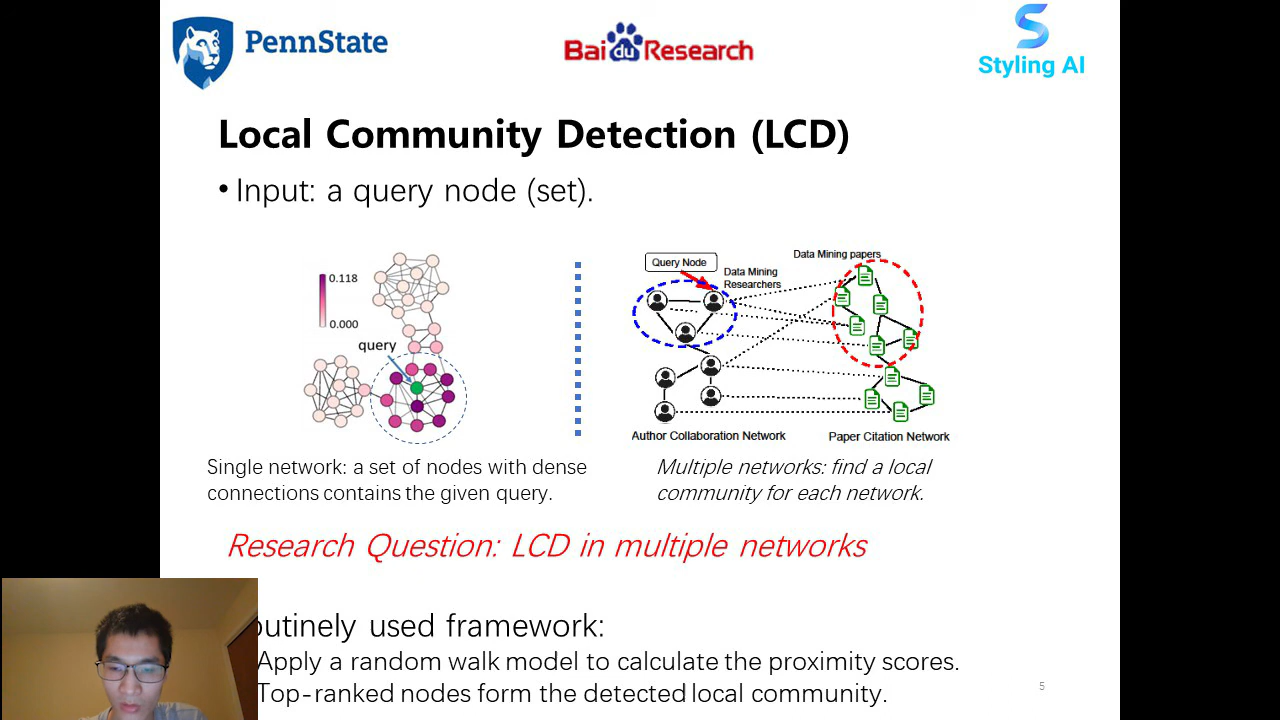 PennState
Bai du Research
Styling AI
Local Community Detection (LCD)
• Input: a query node (set).
0.118
0.000
query
Query Node
Data Mining
Researchers
Data Mining papers
Author Collaboration Network
Paper Citation Network
Single network: a set of nodes with dense
connections contains the given query.
Multiple networks: find a local
community for each network.
Research Question: LCD in multiple networks
outinely used framework:
Apply a random walk model to calculate the proximity scores.
Top-ranked nodes form the detected local community.
5